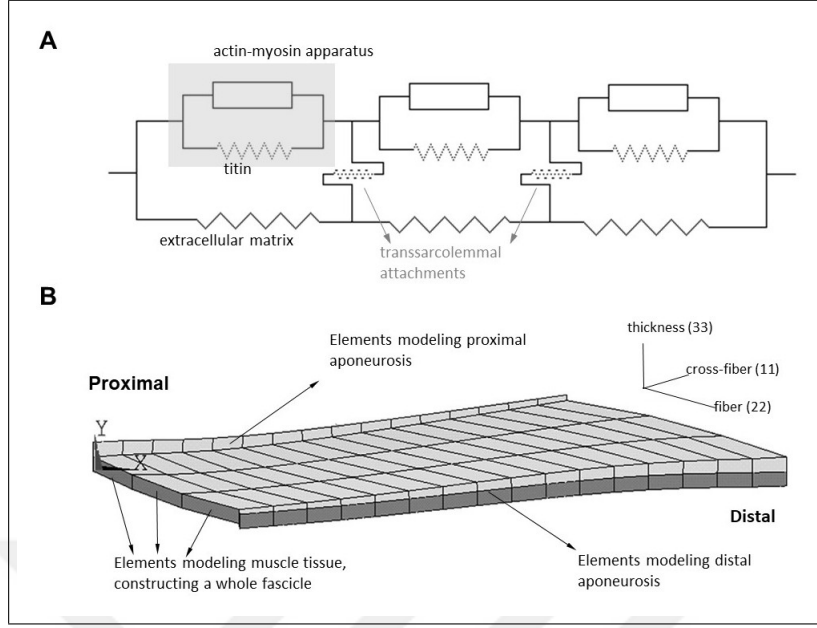 A
actin-myosin apparatus
titin
extracellular matrix
transsarcolemmal
attachments
B
Elements modeling proximal
aponeurosis
thickness (33)
cross-fiber (11)
fiber (22)
Proximal
Y
X
Distal
Elements modeling muscle tissue,
constructing a whole fascicle
Elements modeling distal
aponeurosis